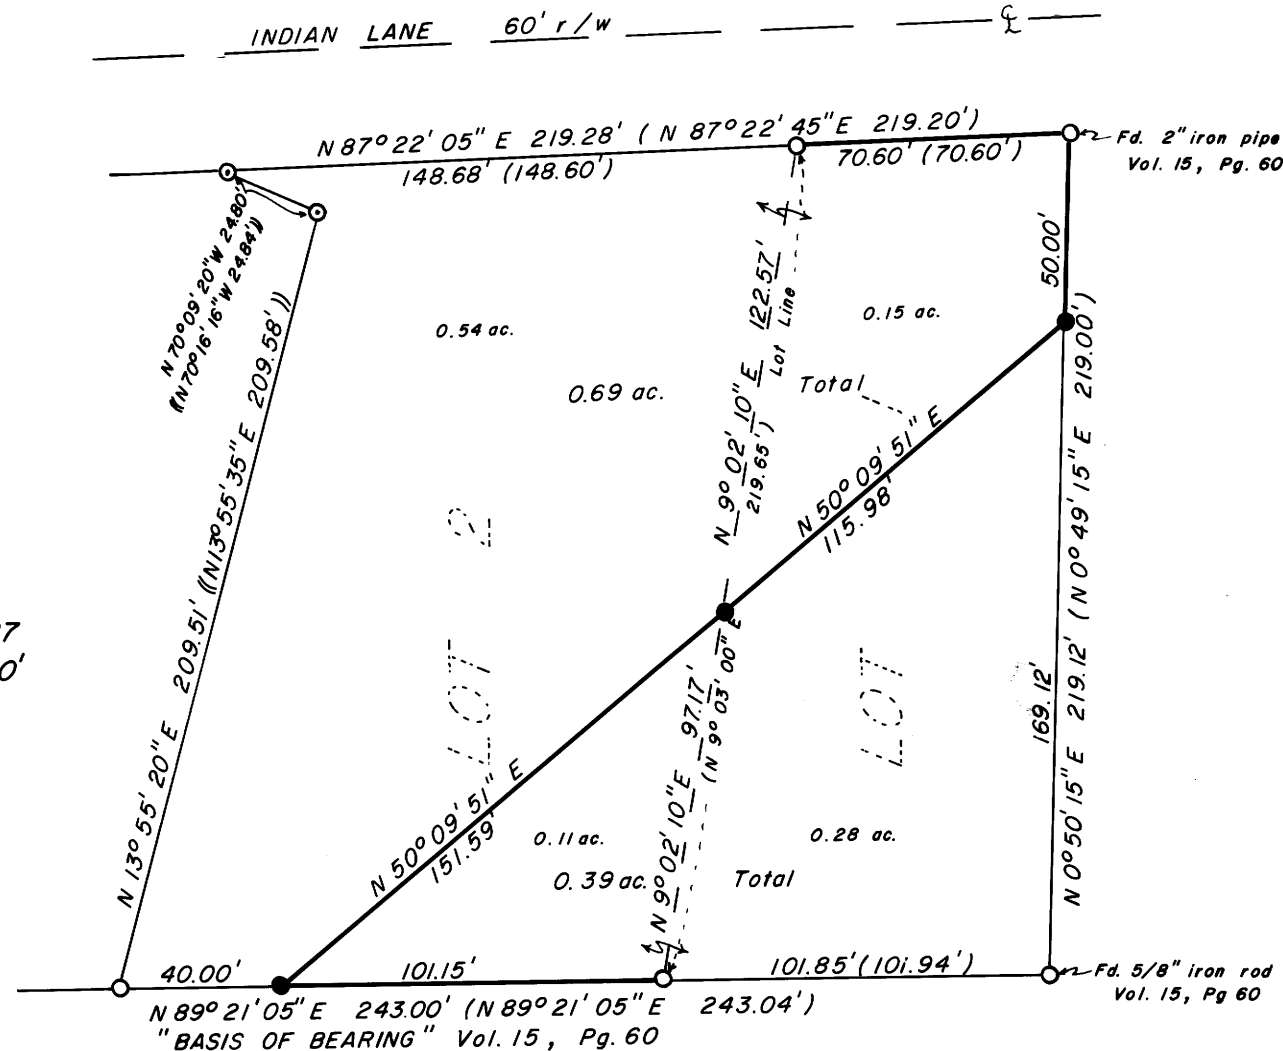 INDIAN LANE 60' r/w ℄
N 87° 22' 05" E 219.28' ( N 87° 22' 45" E 219.20')
148.68' (148.60')
70.60' (70.60')
Fd. 2" iron pipe
Vol. 15, Pg. 60
N 70° 09' 20" W 24.80'
((N 70° 16' 16" W 24.84'))
50.00'
0.54 ac.
0.15 ac.
0.69 ac.
Total
N 9° 02' 10" E 122.57'
219.65')
Lot Line
N 50° 09' 51" E
115.98'
N 13° 55' 20" E 209.51' ((N 13° 55' 35" E 209.58'))
LOT 2
LOT
7
0'
N 0° 50' 15" E 219.12' (N 0° 49' 15" E 219.00')
169.12'
N 50° 09' 51" E
151.59'
N 9° 02' 10" E 97.17'
(N 9° 03' 00" E
0.11 ac.
0.28 ac.
0.39 ac. Total
40.00'
101.15'
101.85' (101.94')
Fd. 5/8" iron rod
Vol. 15, Pg 60
N 89° 21' 05" E 243.00' (N 89° 21' 05" E 243.04')
"BASIS OF BEARING" Vol. 15, Pg. 60